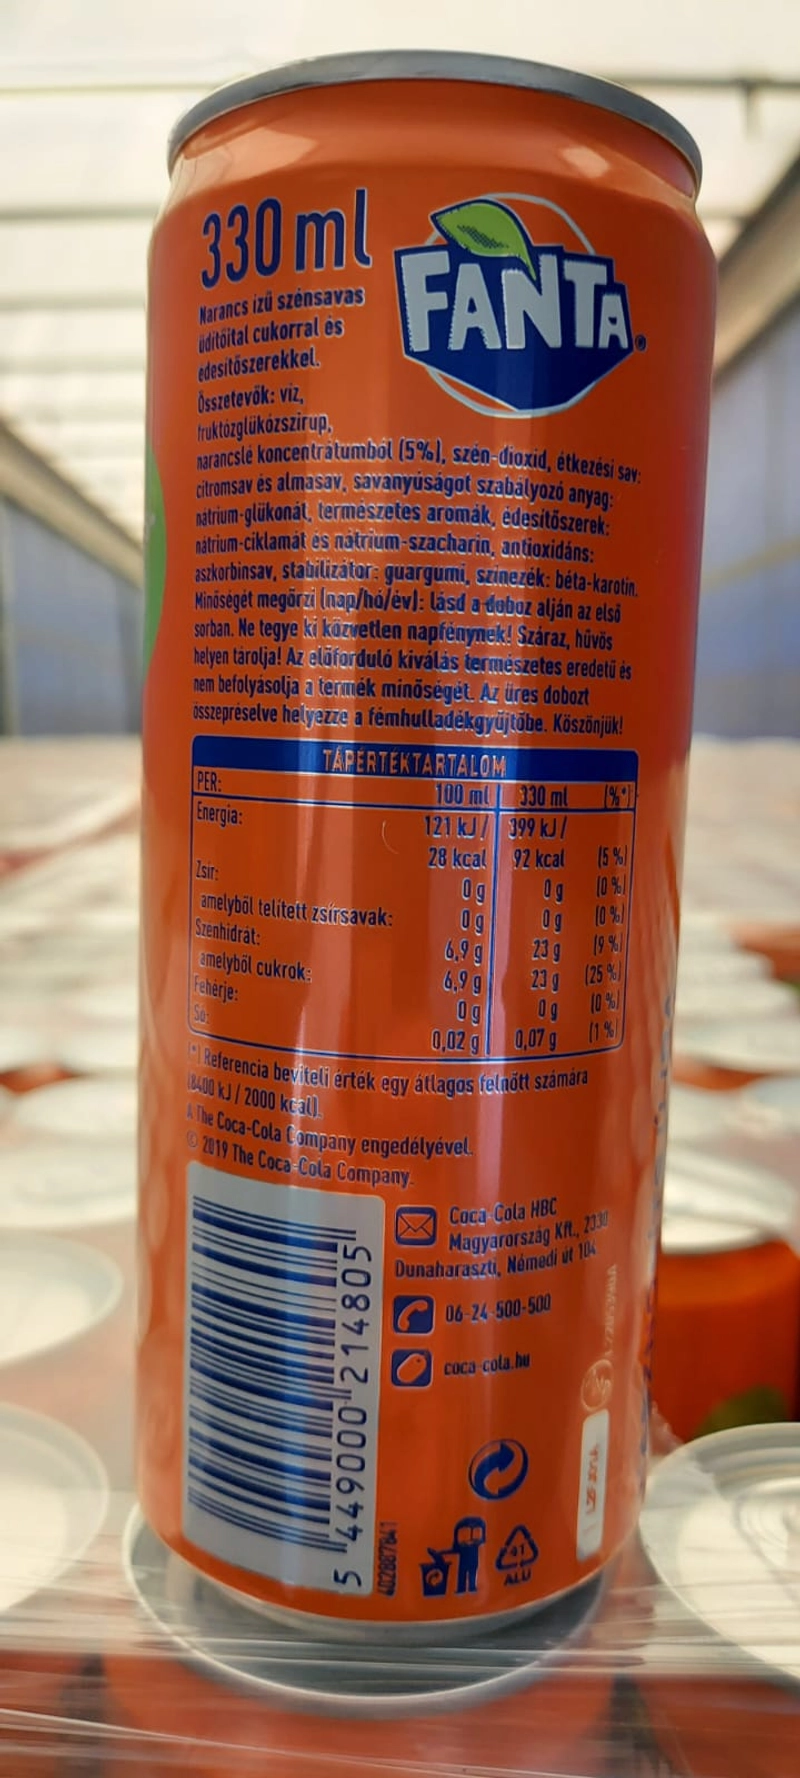 330 ml
FANTA
Narancs ízű szénsavas
üdítőital cukorral és
édesítőszerekkel.
Összetevők: víz,
fruktózglükózszirup,
narancslé koncentrátumból (5%), szén-dioxid, étkezési sav:
citromsav és almasav, savanyúságot szabályozó anyag:
nátrium-glükonát, természetes aromák, édesítőszerek:
nátrium-ciklamát és nátrium-szacharin, antioxidáns:
aszkorbinsav, stabilizátor: guargumi, színezék: béta-karotin.
Minőségét megőrzi (nap/hó/év): lásd a doboz alján az első
sorban. Ne tegye ki közvetlen napfénynek! Száraz, hűvös
helyen tárolja! Az előforduló kiválás természetes eredetű és
nem befolyásolja a termék minőségét. Az üres dobozt
összepréselve helyezze a fémhulladékgyűjtőbe. Köszönjük!
TÁPÉRTÉKTARTALOM
PER: 100 ml 330 ml (%*)
Energia: 121 kJ/ 399 kJ/
28 kcal 92 kcal (5 %)
Zsír: 0 g 0 g (0 %)
amelyből telített zsírsavak: 0 g 0 g (0 %)
Szénhidrát: 6,9 g 23 g (9 %)
amelyből cukrok: 6,9 g 23 g (25 %)
Fehérje: 0 g 0 g (0 %)
Só: 0,02 g 0,07 g (1 %)
(*) Referencia beviteli érték egy átlagos felnőtt számára
(8400 kJ / 2000 kcal).
A The Coca-Cola Company engedélyével.
© 2019 The Coca-Cola Company.
Coca-Cola HBC
Magyarország Kft., 2330
Dunaharaszti, Némedi út 104
06-24-500-500
coca-cola.hu
5 449000 214805
41
ALU